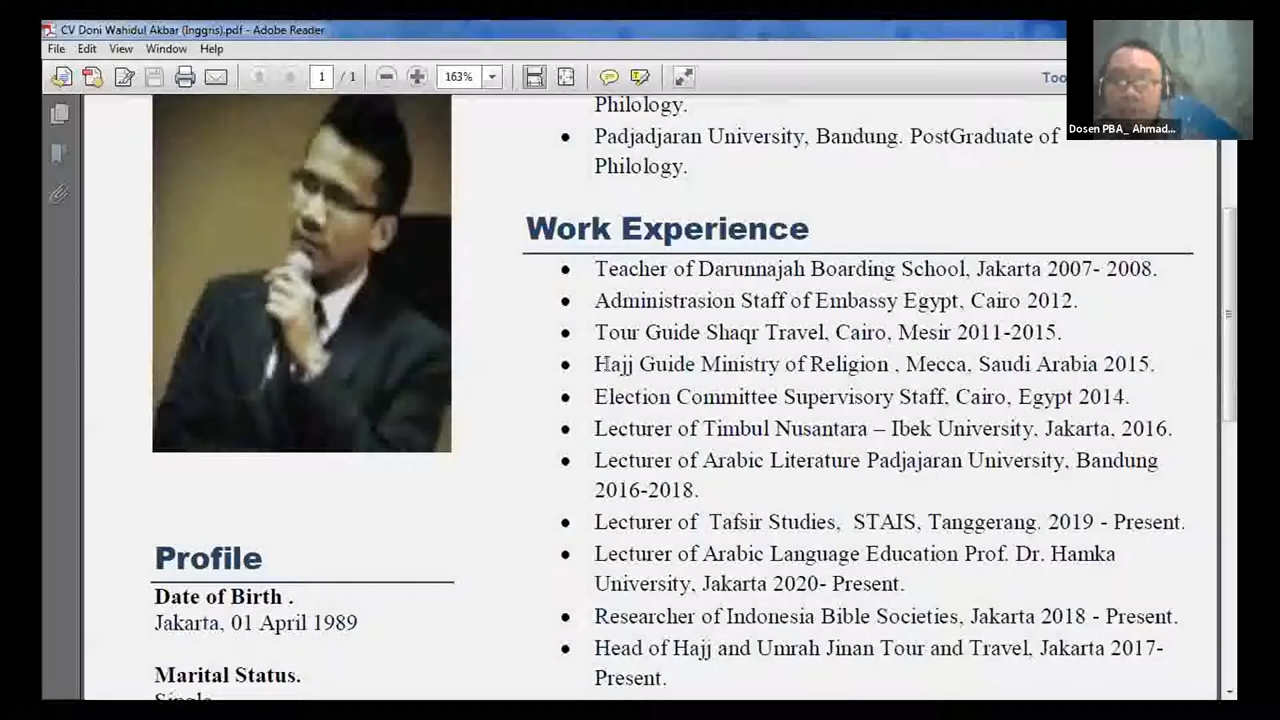 CV Doni Wahidul Akbar (Inggris).pdf - Adobe Reader
File Edit View Window Help
1 / 1 163% Too
Dosen PBA_ Ahmad...
Philology.
Padjadjaran University, Bandung. PostGraduate of
Philology.
Work Experience
Teacher of Darunnajah Boarding School, Jakarta 2007- 2008.
Administrasion Staff of Embassy Egypt, Cairo 2012.
Tour Guide Shaqr Travel, Cairo, Mesir 2011-2015.
Hajj Guide Ministry of Religion , Mecca, Saudi Arabia 2015.
Election Committee Supervisory Staff, Cairo, Egypt 2014.
Lecturer of Timbul Nusantara – Ibek University, Jakarta, 2016.
Lecturer of Arabic Literature Padjajaran University, Bandung
2016-2018.
Lecturer of Tafsir Studies, STAIS, Tanggerang. 2019 - Present.
Lecturer of Arabic Language Education Prof. Dr. Hamka
University, Jakarta 2020- Present.
Researcher of Indonesia Bible Societies, Jakarta 2018 - Present.
Head of Hajj and Umrah Jinan Tour and Travel, Jakarta 2017-
Present.
Profile
Date of Birth .
Jakarta, 01 April 1989
Marital Status.
Single